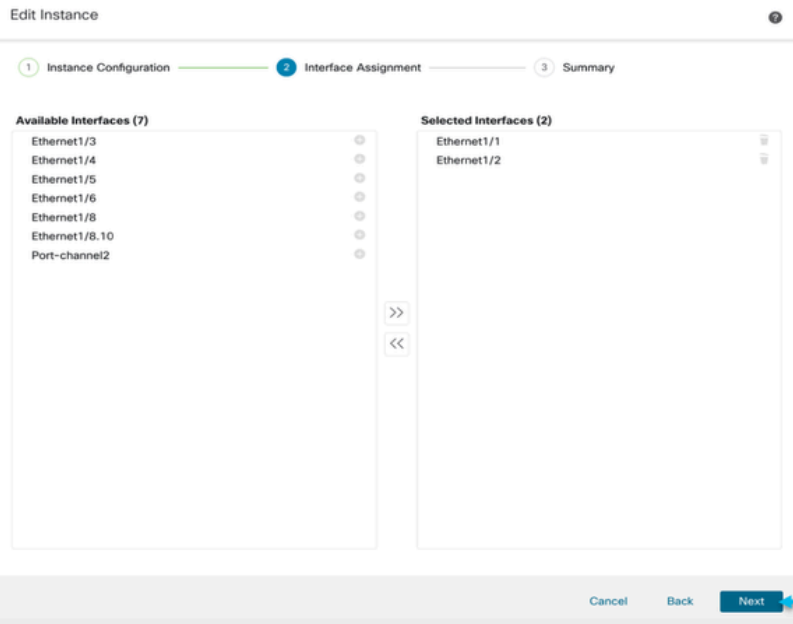 Edit Instance
?
1 Instance Configuration 2 Interface Assignment 3 Summary
Available Interfaces (7)
Ethernet1/3
Ethernet1/4
Ethernet1/5
Ethernet1/6
Ethernet1/8
Ethernet1/8.10
Port-channel2
>>
<<
Selected Interfaces (2)
Ethernet1/1
Ethernet1/2
Cancel Back Next